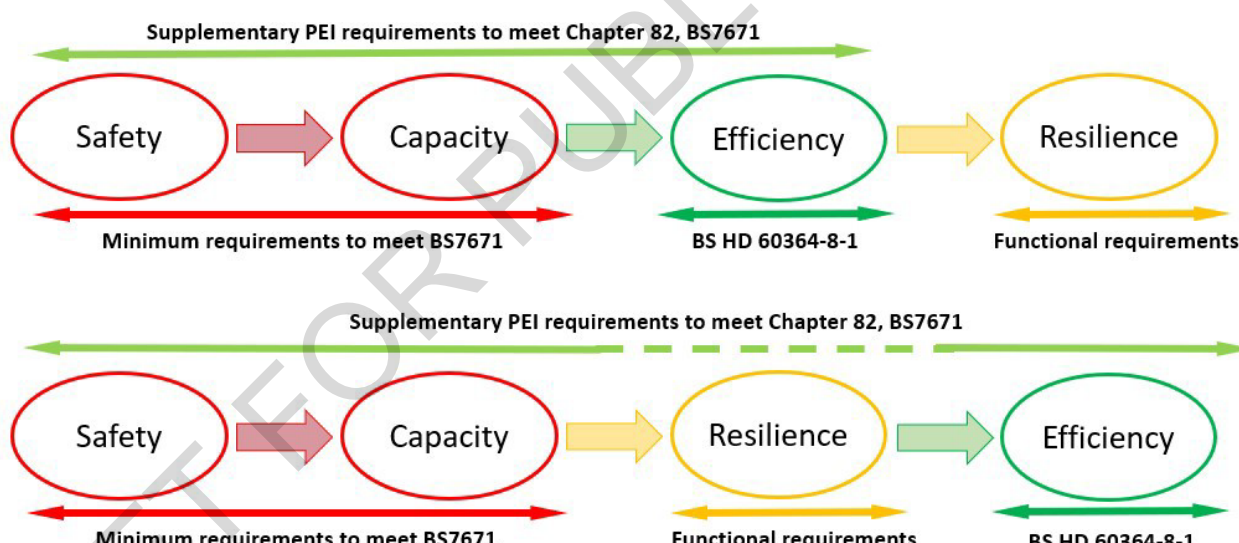 Supplementary PEI requirements to meet Chapter 82, BS7671
Safety
Capacity
Efficiency
Resilience
Minimum requirements to meet BS7671
BS HD 60364-8-1
Functional requirements
Supplementary PEI requirements to meet Chapter 82, BS7671
Safety
Capacity
Resilience
Efficiency
Minimum requirements to meet BS7671
Functional requirements
BS HD 60364-8-1
FOR